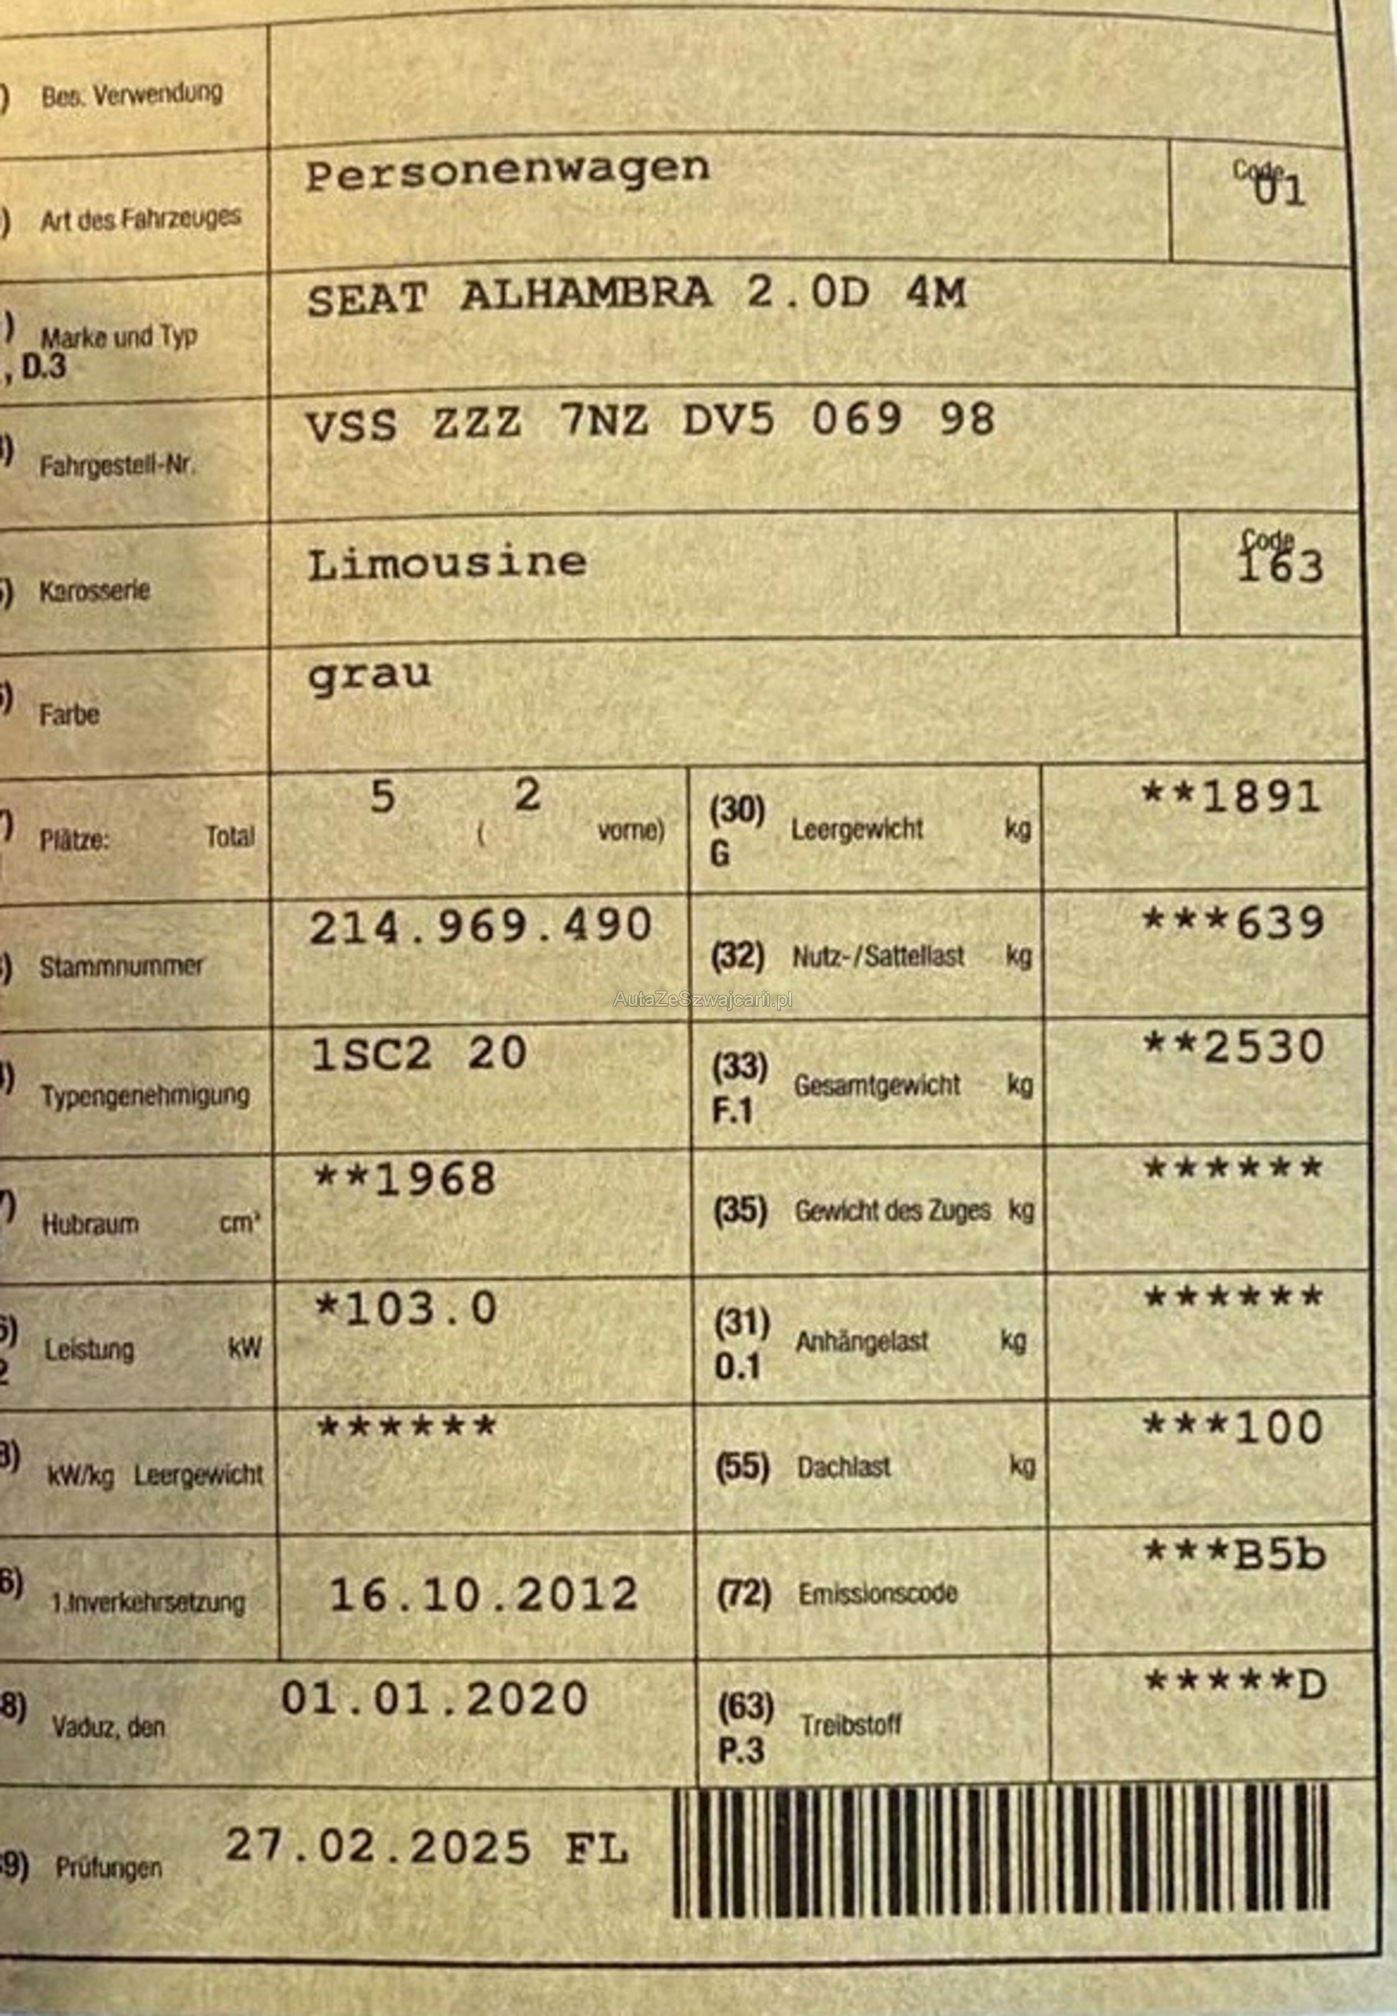 ) Bes. Verwendung
) Art des Fahrzeuges Personenwagen Code 01
) Marke und Typ SEAT ALHAMBRA 2.0D 4M
, D.3
) Fahrgestell-Nr. VSS ZZZ 7NZ DV5 069 98
) Karosserie Limousine Code 163
) Farbe grau
) Plätze: Total 5 ( 2 vorne) (30) Leergewicht kg **1891
G
) Stammnummer 214.969.490 (32) Nutz-/Sattellast kg ***639
AutaZeSzwajcarii.pl
) Typengenehmigung 1SC2 20 (33) Gesamtgewicht kg **2530
F.1
) Hubraum cm³ **1968 (35) Gewicht des Zuges kg ******
) Leistung kW *103.0 (31) Anhängelast kg ******
2 0.1
) kW/kg Leergewicht ****** (55) Dachlast kg ***100
6) 1.Inverkehrsetzung 16.10.2012 (72) Emissionscode ***B5b
8) Vaduz, den 01.01.2020 (63) Treibstoff *****D
P.3
9) Prüfungen 27.02.2025 FL